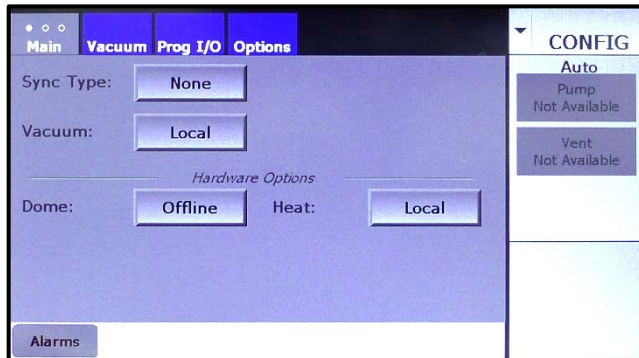 Main Vacuum Prog I/O Options
Sync Type: None
Vacuum: Local
Hardware Options
Dome: Offline Heat: Local
Alarms
CONFIG
Auto
Pump
Not Available
Vent
Not Available